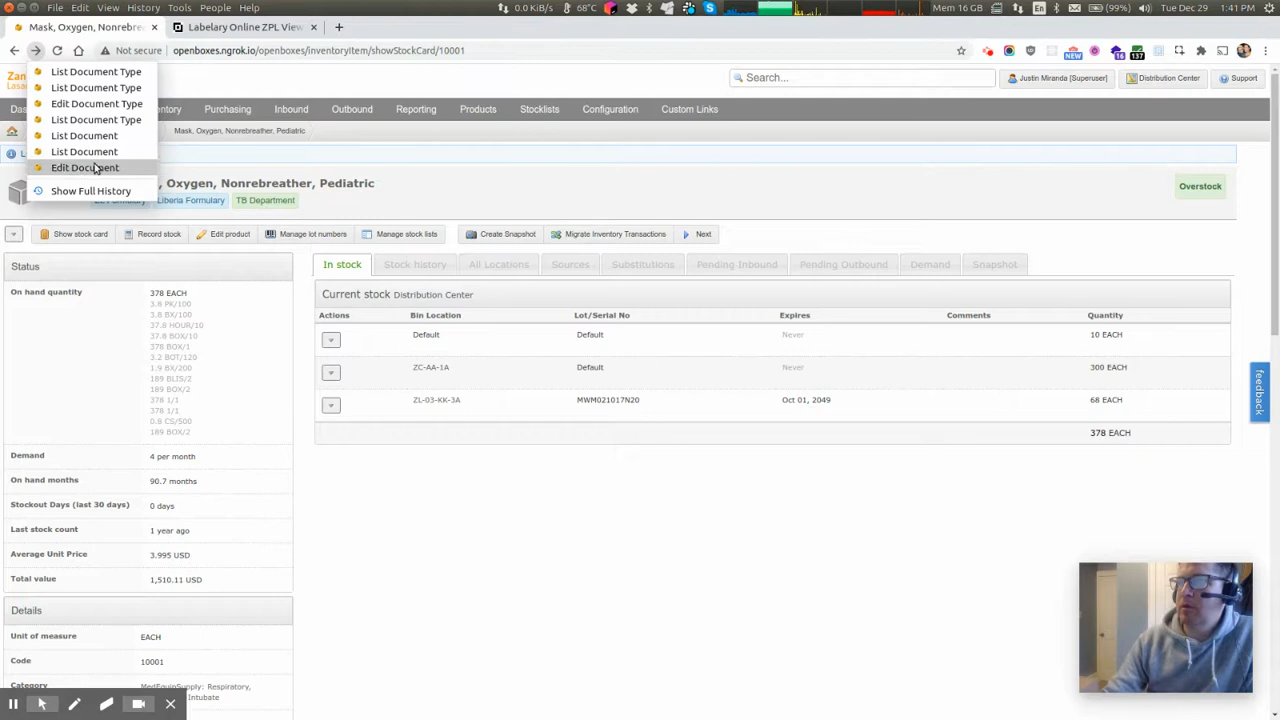 File Edit View History Bookmarks People Tab Window Help
0.0 KiB/s 68°C Mem 16 GB En (99%) Tue Dec 29 1:41 PM
Mask, Oxygen, Nonrebre × Labelary Online ZPL View × +
Not secure openboxes.ngrok.io/openboxes/inventoryItem/showStockCard/10001
NEW 16 137
List Document Type
List Document Type
Edit Document Type
List Document Type
List Document
List Document
Edit Document
Show Full History
Search...
Justin Miranda [Superuser] Distribution Center Support
Purchasing Inbound Outbound Reporting Products Stocklists Configuration Custom Links
Mask, Oxygen, Nonrebreather, Pediatric
, Oxygen, Nonrebreather, Pediatric
Overstock
Liberia Formulary TB Department
Show stock card Record stock Edit product Manage lot numbers Manage stock lists Create Snapshot Migrate Inventory Transactions Next
Status
On hand quantity 378 EACH
3.8 PK/100
3.8 BX/100
37.8 HOUR/10
37.8 BOX/10
378 BOX/1
3.2 BOT/120
1.9 BX/200
189 BLIS/2
189 BOX/2
378 1/1
378 1/1
0.8 CS/500
189 BOX/2
Demand 4 per month
On hand months 90.7 months
Stockout Days (last 30 days) 0 days
Last stock count 1 year ago
Average Unit Price 3.995 USD
Total value 1,510.11 USD
Details
Unit of measure EACH
Code 10001
Category MedEquipSupply: Respiratory,
Intubate
In stock Stock history All Locations Sources Substitutions Pending Inbound Pending Outbound Demand Snapshot
Current stock Distribution Center
Actions Bin Location Lot/Serial No Expires Comments Quantity
Default Default Never 10 EACH
ZC-AA-1A Default Never 300 EACH
ZL-03-KK-3A MWM021017N20 Oct 01, 2049 68 EACH
378 EACH
feedback